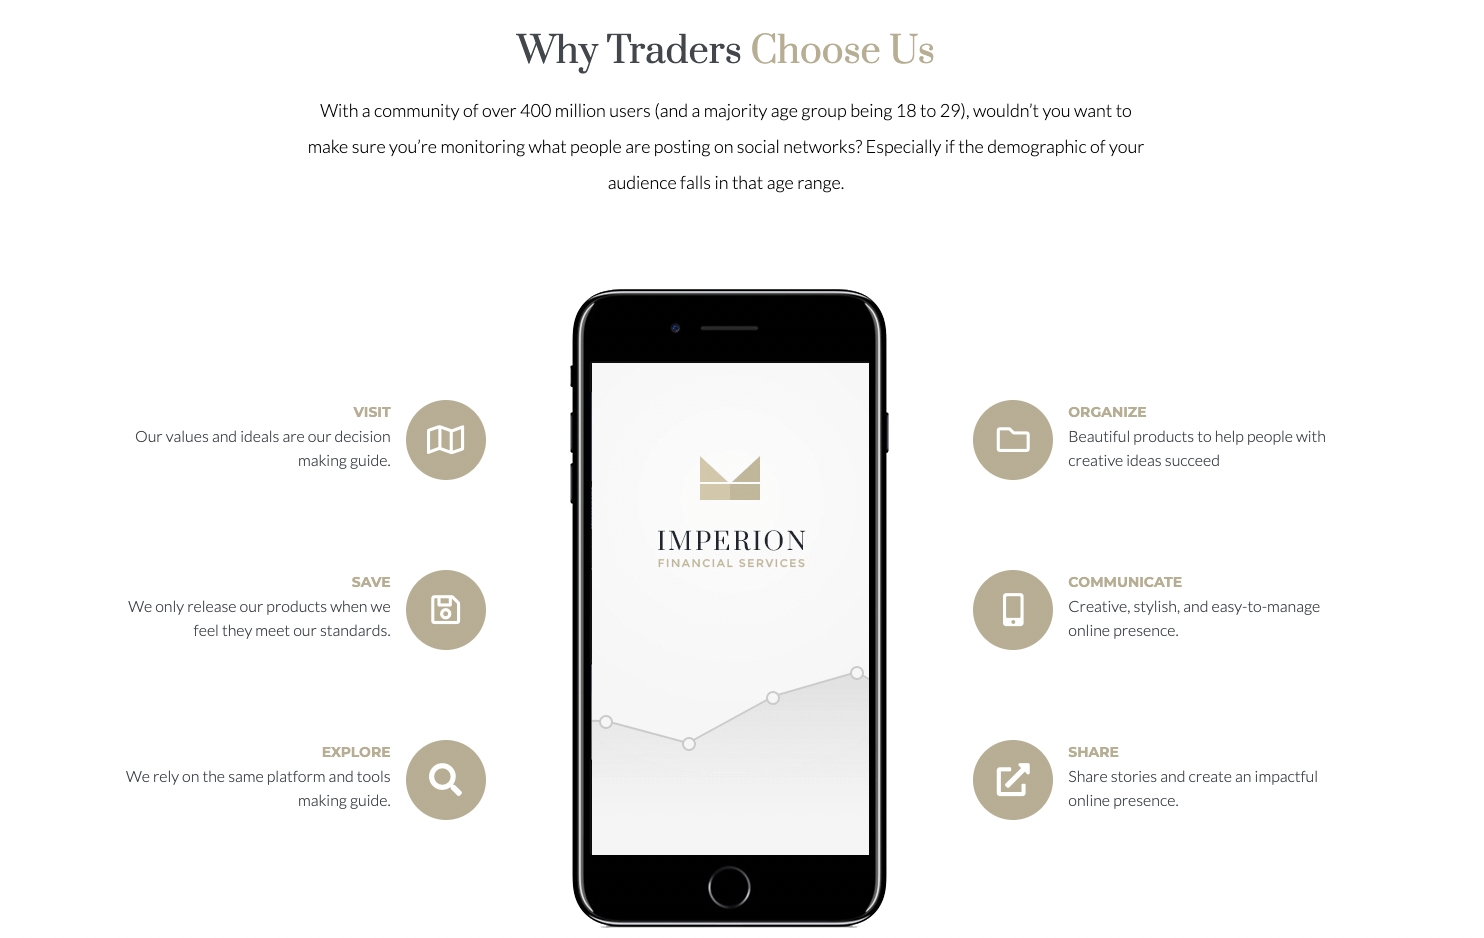 Why Traders Choose Us
With a community of over 400 million users (and a majority age group being 18 to 29), wouldn’t you want to
make sure you’re monitoring what people are posting on social networks? Especially if the demographic of your
audience falls in that age range.
VISIT
Our values and ideals are our decision
making guide.
SAVE
We only release our products when we
feel they meet our standards.
EXPLORE
We rely on the same platform and tools
making guide.
IMPERION
FINANCIAL SERVICES
ORGANIZE
Beautiful products to help people with
creative ideas succeed
COMMUNICATE
Creative, stylish, and easy-to-manage
online presence.
SHARE
Share stories and create an impactful
online presence.